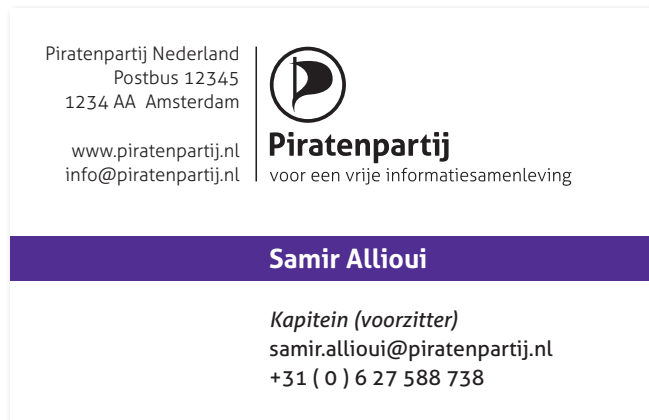 Piratenpartij Nederland
Postbus 12345
1234 AA Amsterdam
www.piratenpartij.nl
info@piratenpartij.nl
Piratenpartij
voor een vrije informatiesamenleving
Samir Allioui
Kapitein (voorzitter)
samir.allioui@piratenpartij.nl
+31 ( 0 ) 6 27 588 738